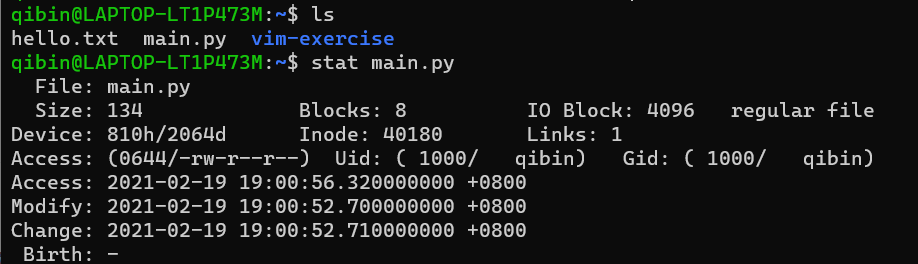 qibin@LAPTOP-LT1P473M:~$ ls
hello.txt  main.py  vim-exercise
qibin@LAPTOP-LT1P473M:~$ stat main.py
  File: main.py
  Size: 134             Blocks: 8          IO Block: 4096   regular file
Device: 810h/2064d      Inode: 40180       Links: 1
Access: (0644/-rw-r--r--)  Uid: ( 1000/   qibin)   Gid: ( 1000/   qibin)
Access: 2021-02-19 19:00:56.320000000 +0800
Modify: 2021-02-19 19:00:52.700000000 +0800
Change: 2021-02-19 19:00:52.710000000 +0800
 Birth: -